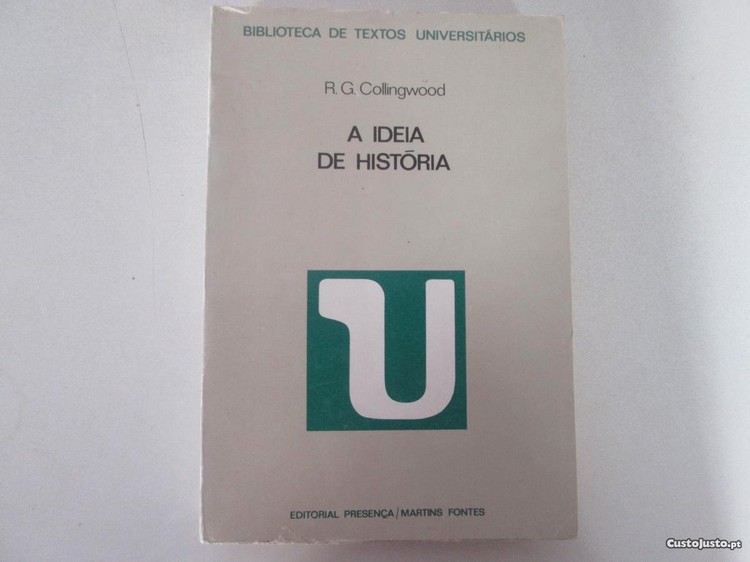 BIBLIOTECA DE TEXTOS UNIVERSITÁRIOS
R. G. Collingwood
A IDEIA
DE HISTÓRIA
U
EDITORIAL PRESENÇA/MARTINS FONTES
CustoJusto.pt